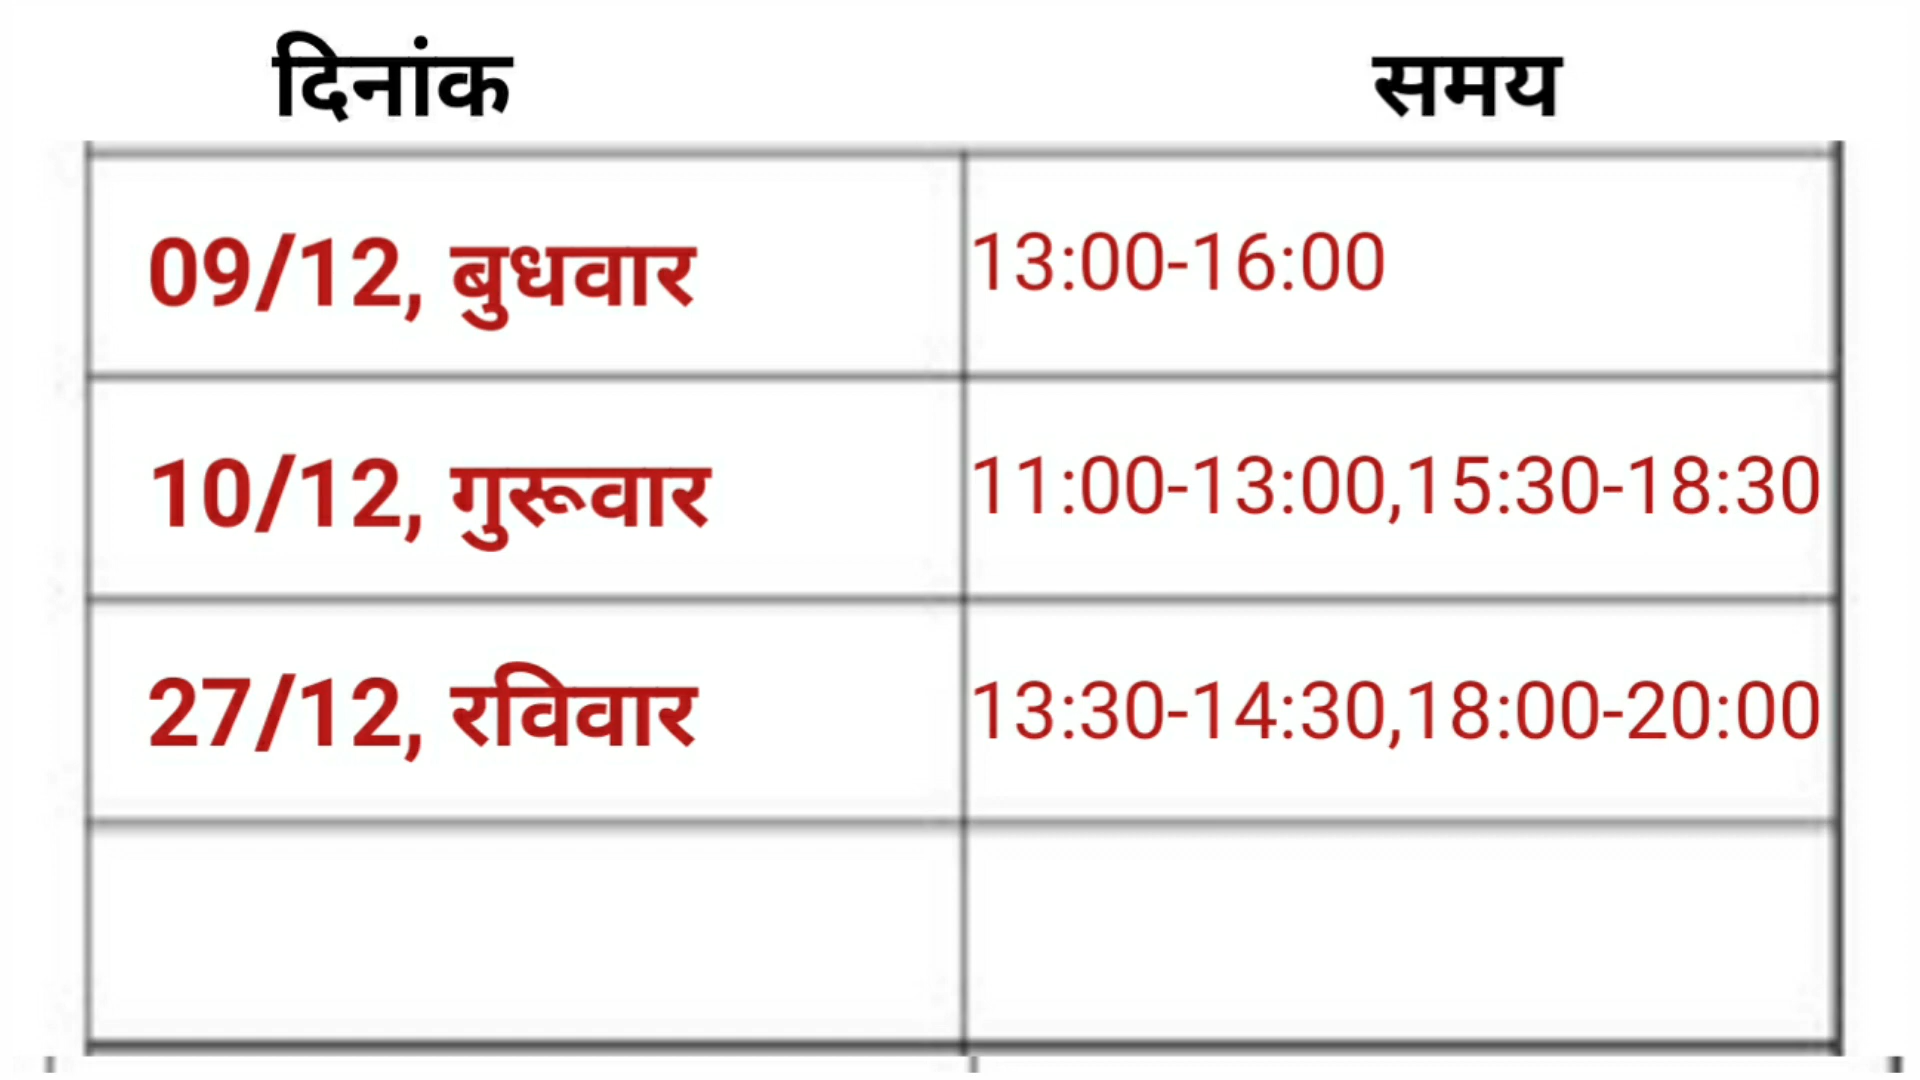 दिनांक समय
09/12, बुधवार 13:00-16:00
10/12, गुरूवार 11:00-13:00,15:30-18:30
27/12, रविवार 13:30-14:30,18:00-20:00